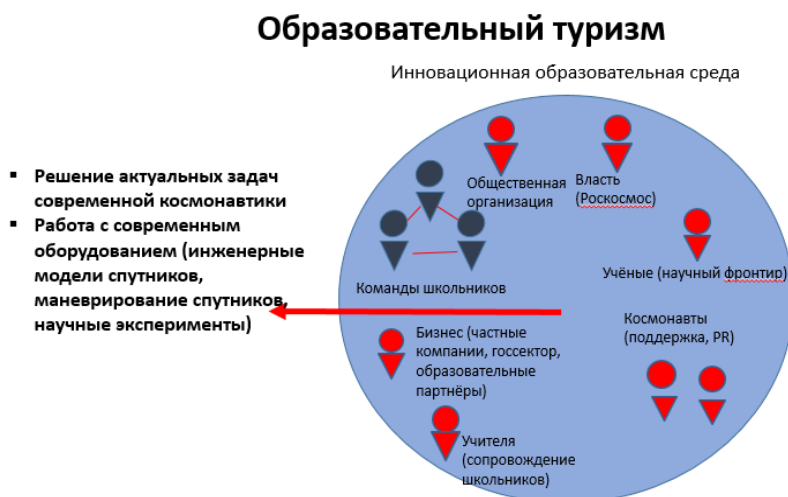 Образовательный туризм
Инновационная образовательная среда
▪ Решение актуальных задач
современной космонавтики
▪ Работа с современным
оборудованием (инженерные
модели спутников,
маневрирование спутников,
научные эксперименты)
Общественная
организация
Власть
(Роскосмос)
Команды школьников
Учёные (научный фронтир)
Космонавты
(поддержка, PR)
Бизнес (частные
компании, госсектор,
образовательные
партнёры)
Учителя
(сопровождение
школьников)